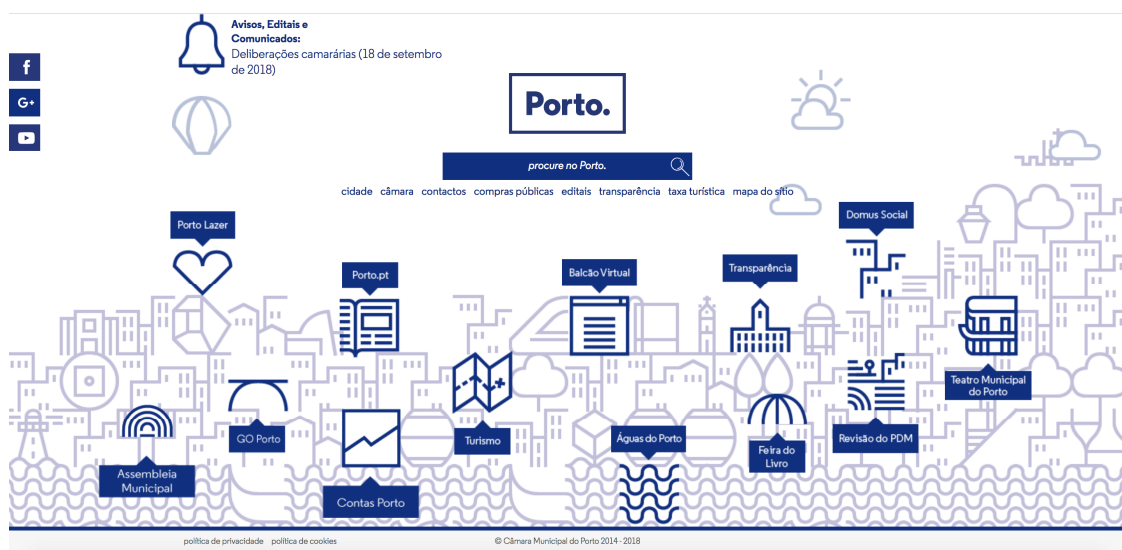 Avisos, Editais e
Comunicados:
Deliberações camarárias (18 de setembro
de 2018)
f
G+
Porto.
procure no Porto.
cidade câmara contactos compras públicas editais transparência taxa turística mapa do sítio
Porto Lazer
Domus Social
Porto.pt
Balcão Virtual
Transparência
Teatro Municipal
do Porto
GO Porto
Turismo
Águas do Porto
Feira do
Livro
Revisão do PDM
Assembleia
Municipal
Contas Porto
política de privacidade política de cookies
© Câmara Municipal do Porto 2014 - 2018